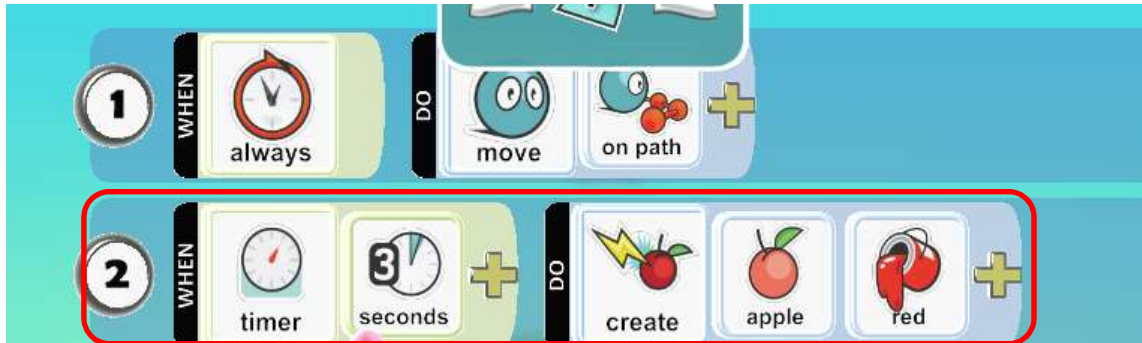 1 WHEN always DO move on path
2 WHEN timer 3 seconds DO create apple red